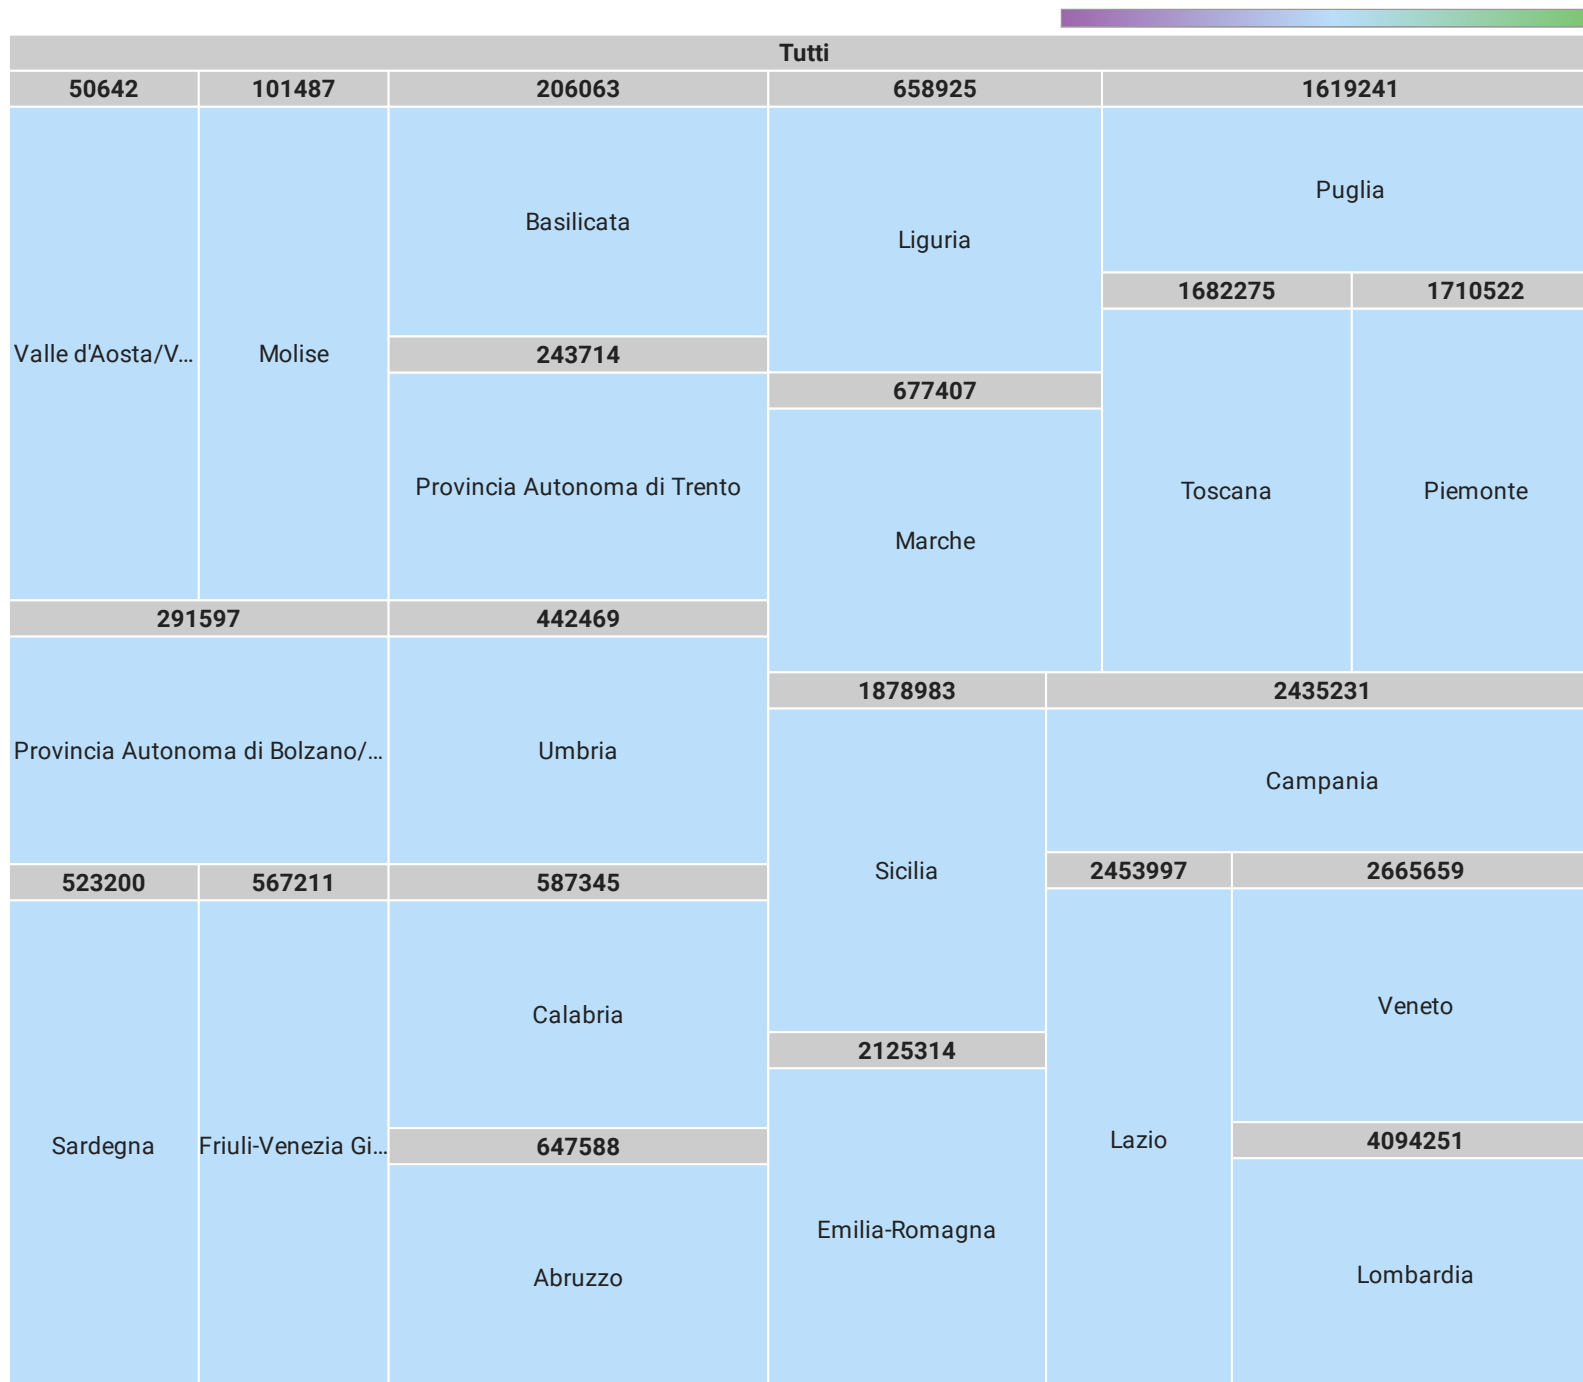 Tutti
50642
Valle d'Aosta/V...
101487
Molise
206063
Basilicata
243714
Provincia Autonoma di Trento
291597
Provincia Autonoma di Bolzano/...
442469
Umbria
523200
Sardegna
567211
Friuli-Venezia Gi...
587345
Calabria
647588
Abruzzo
658925
Liguria
677407
Marche
1619241
Puglia
1682275
Toscana
1710522
Piemonte
1878983
Sicilia
2125314
Emilia-Romagna
2435231
Campania
2453997
Lazio
2665659
Veneto
4094251
Lombardia